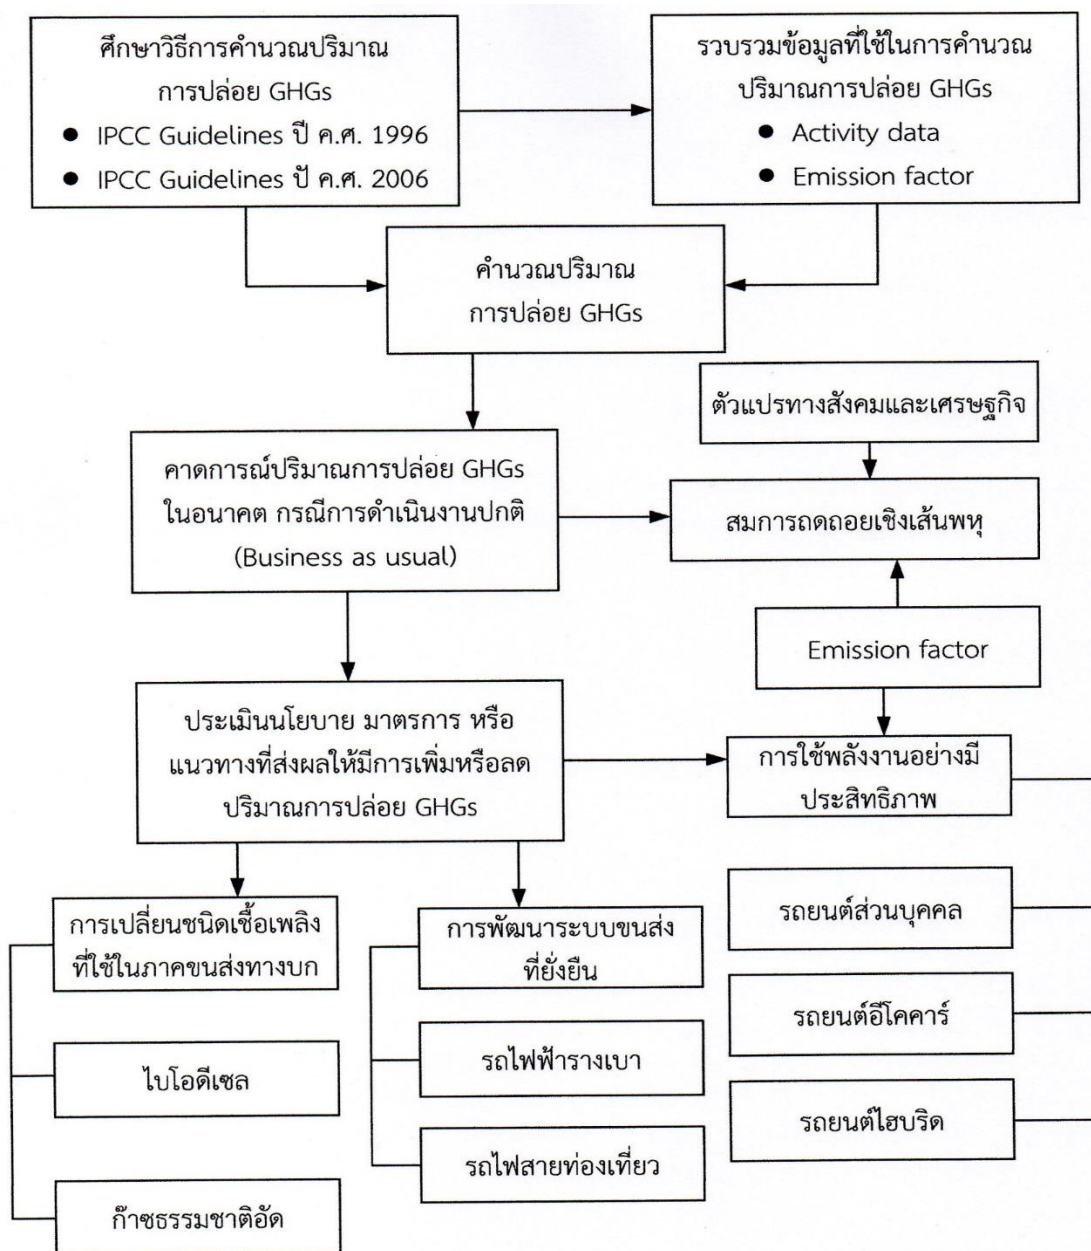 ศึกษาวิธีการคำนวณปริมาณ
การปล่อย GHGs
● IPCC Guidelines ปี ค.ศ. 1996
● IPCC Guidelines ปี ค.ศ. 2006
รวบรวมข้อมูลที่ใช้ในการคำนวณ
ปริมาณการปล่อย GHGs
● Activity data
● Emission factor
คำนวณปริมาณ
การปล่อย GHGs
ตัวแปรทางสังคมและเศรษฐกิจ
คาดการณ์ปริมาณการปล่อย GHGs
ในอนาคต กรณีการดำเนินงานปกติ
(Business as usual)
สมการถดถอยเชิงเส้นพหุ
Emission factor
ประเมินนโยบาย มาตรการ หรือ
แนวทางที่ส่งผลให้มีการเพิ่มหรือลด
ปริมาณการปล่อย GHGs
การใช้พลังงานอย่างมี
ประสิทธิภาพ
การเปลี่ยนชนิดเชื้อเพลิง
ที่ใช้ในภาคขนส่งทางบก
ไบโอดีเซล
ก๊าซธรรมชาติอัด
การพัฒนาระบบขนส่ง
ที่ยั่งยืน
รถไฟฟ้ารางเบา
รถไฟสายท่องเที่ยว
รถยนต์ส่วนบุคคล
รถยนต์อีโคคาร์
รถยนต์ไฮบริด